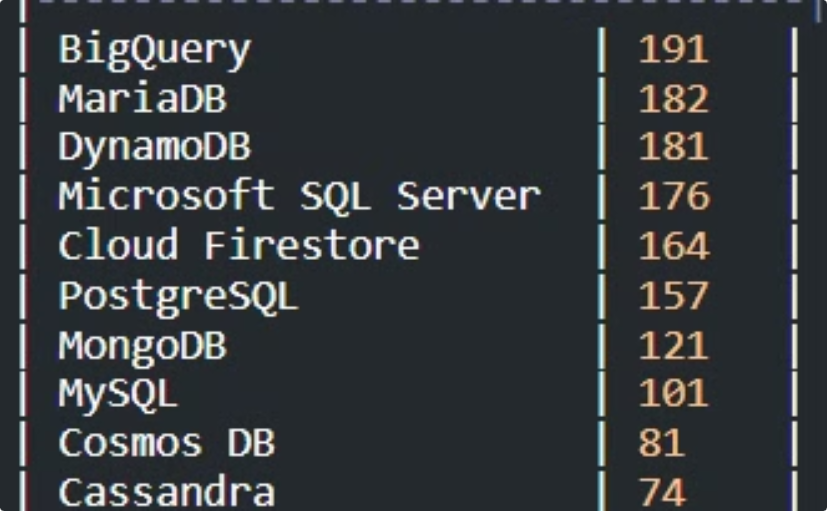 | BigQuery | 191 |
| MariaDB | 182 |
| DynamoDB | 181 |
| Microsoft SQL Server | 176 |
| Cloud Firestore | 164 |
| PostgreSQL | 157 |
| MongoDB | 121 |
| MySQL | 101 |
| Cosmos DB | 81 |
| Cassandra | 74 |